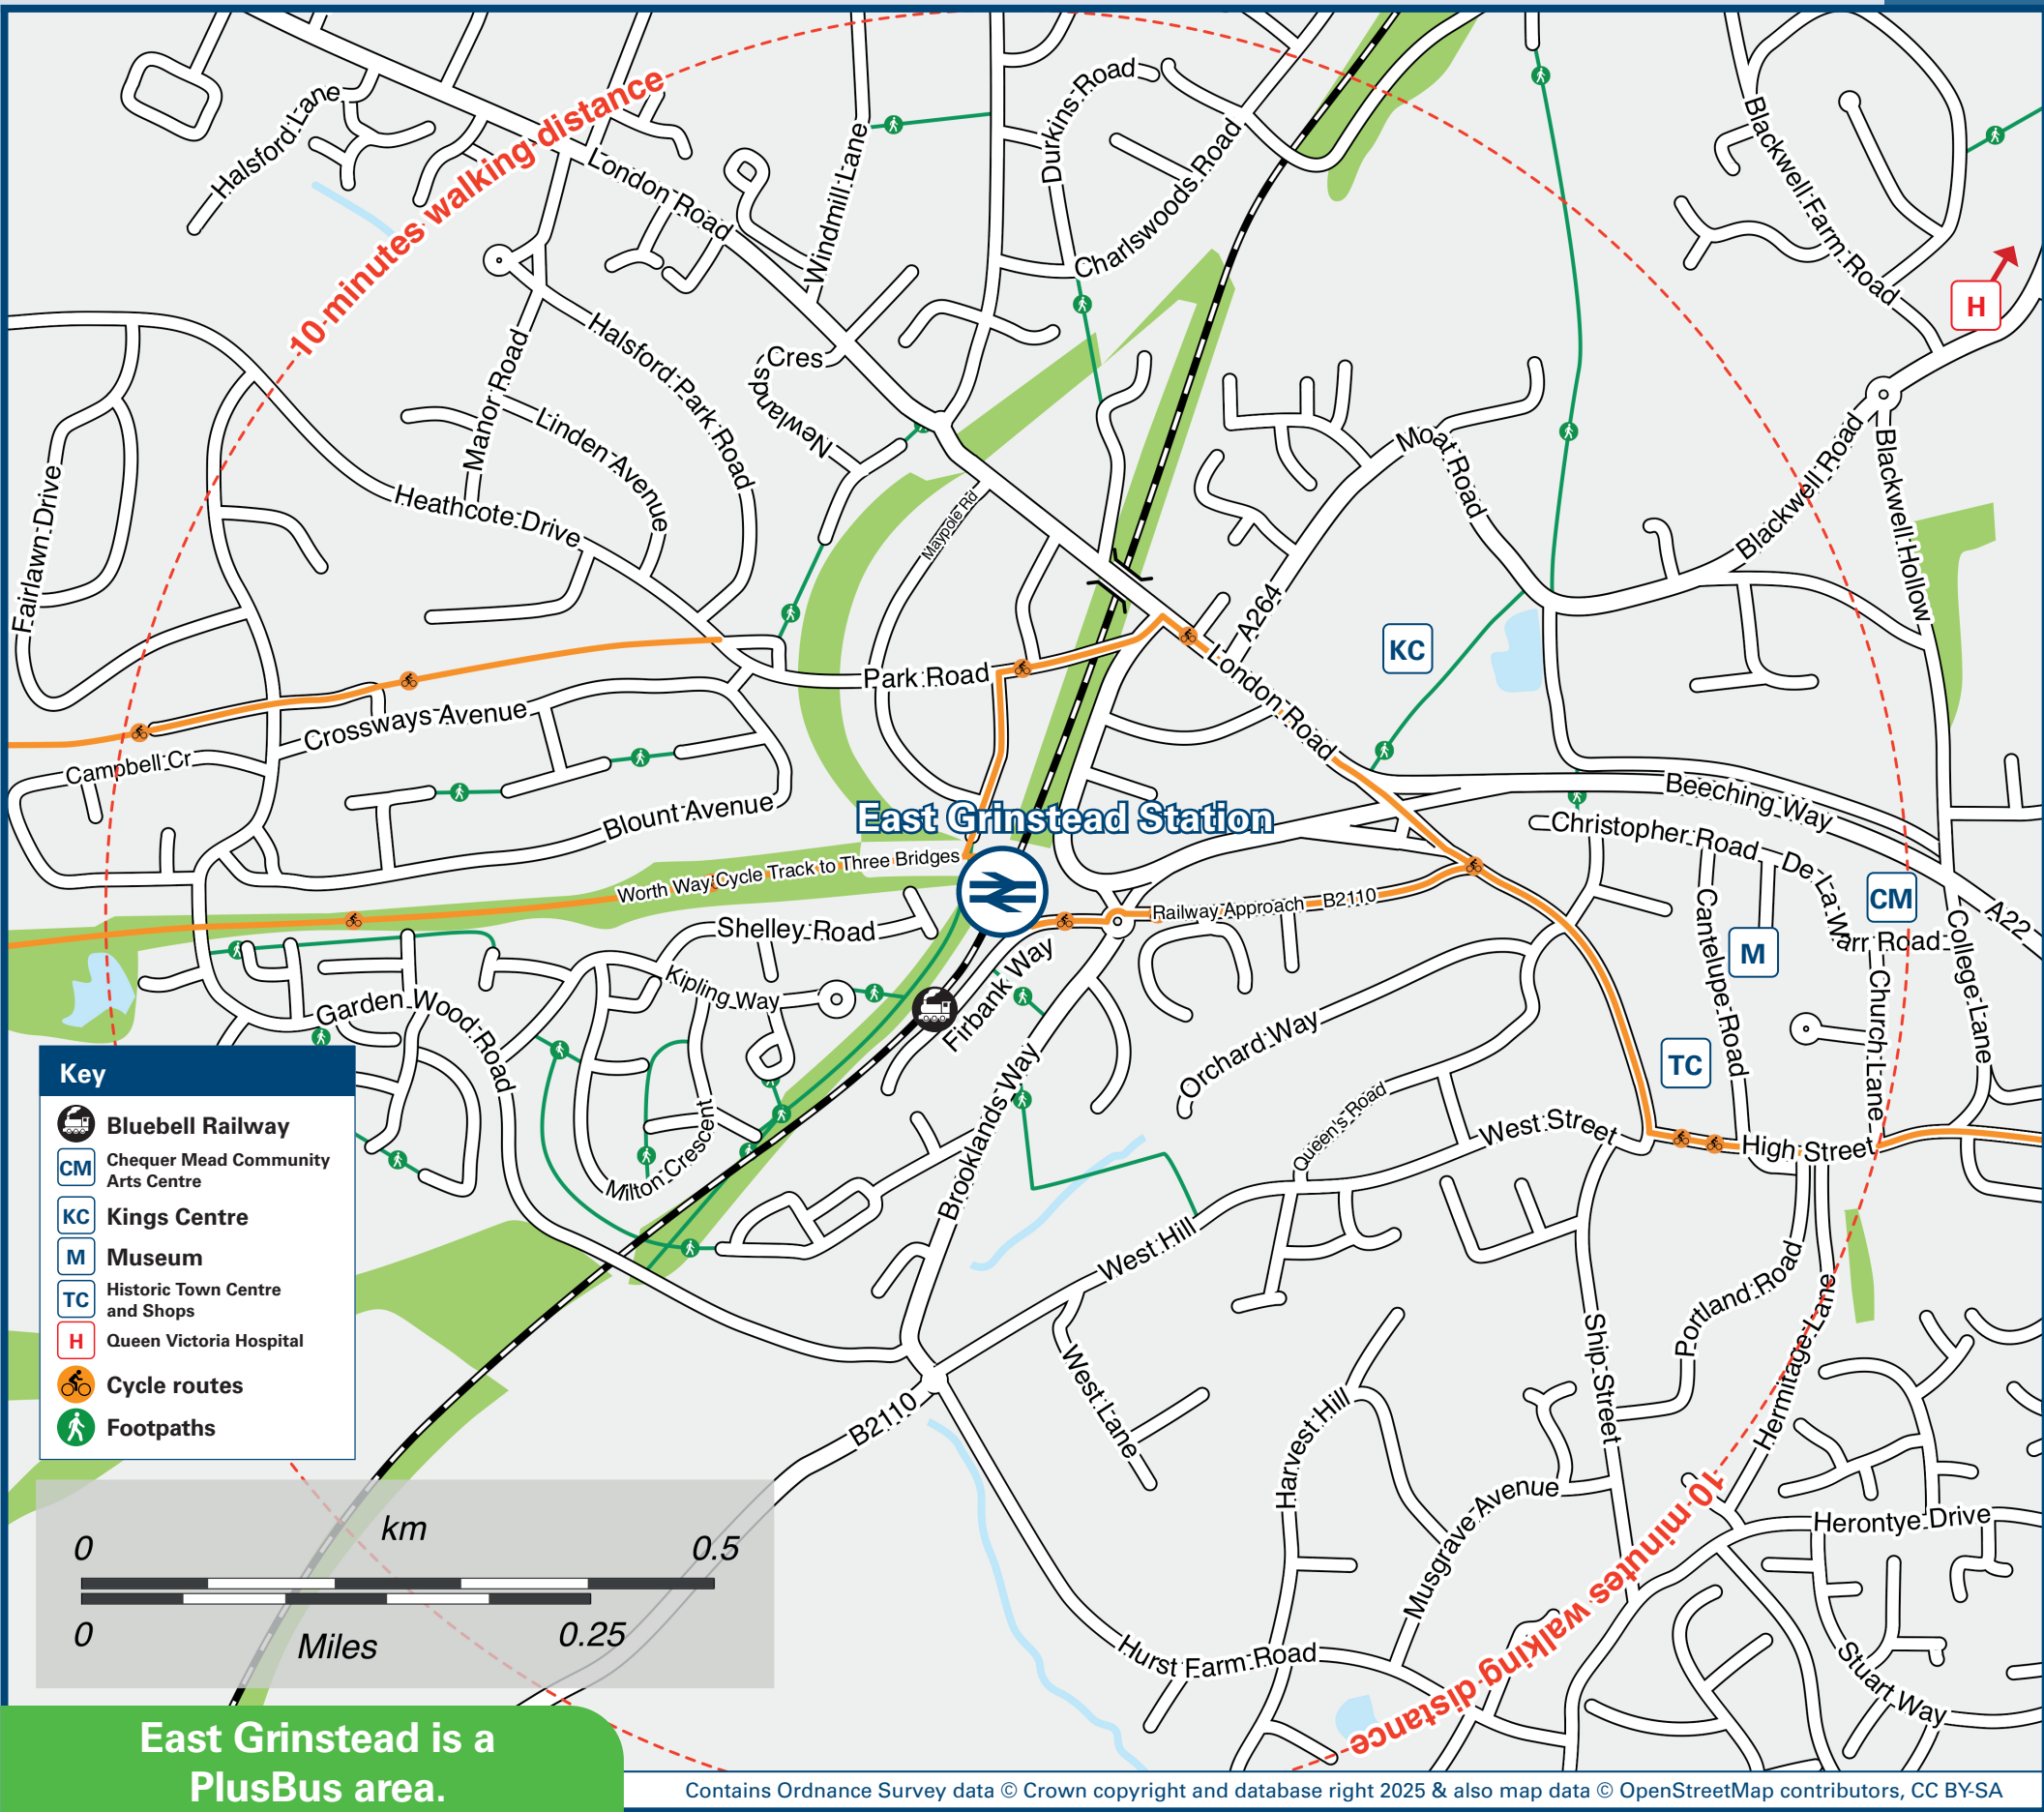 10 minutes walking distance
Halsford Lane
London Road
Windmill Lane
Durkins Road
Charlswoods Road
Blackwell Farm Road
H
Manor Road
Halsford Park Road
Linden Avenue
Newlands Cres
Heathcote Drive
Fairlawn Drive
Maypole Rd
Moat Road
A264
Blackwell Road
Blackwell Hollow
KC
Park Road
London Road
Crossways Avenue
Campbell Cr
Blount Avenue
East Grinstead Station
Beeching Way
Christopher Road
De La Warr Road
CM
A22
Worth Way Cycle Track to Three Bridges
Railway Approach B2110
Shelley Road
Kipling Way
Firbank Way
Cantelupe Road
M
Church Lane
College Lane
Garden Wood Road
Orchard Way
TC
Milton Crescent
Brooklands Way
Queen's Road
West Street
High Street
West Hill
West Lane
B2110
Ship Street
Portland Road
Hermitage Lane
Harvest Hill
Musgrave Avenue
Herontye Drive
Hurst Farm Road
Stuart Way
10 minutes walking distance
Key
Bluebell Railway
CM Chequer Mead Community
Arts Centre
KC Kings Centre
M Museum
TC Historic Town Centre
and Shops
H Queen Victoria Hospital
Cycle routes
Footpaths
km
0 0.5
0 0.25
Miles
East Grinstead is a
PlusBus area.
Contains Ordnance Survey data © Crown copyright and database right 2025 & also map data © OpenStreetMap contributors, CC BY-SA